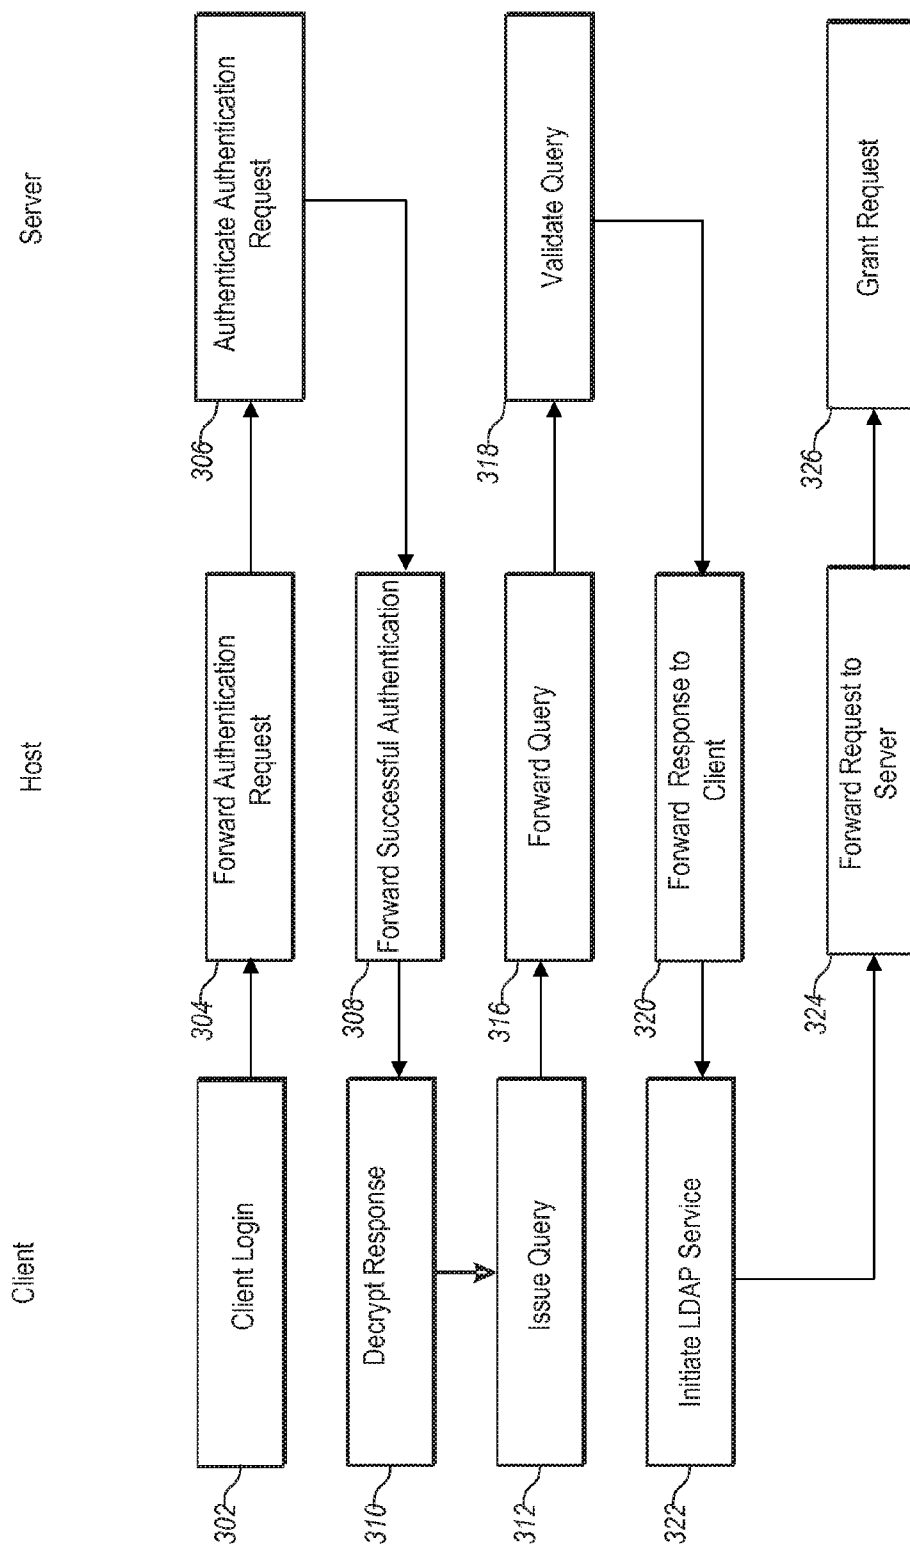 Client
Host
Server
302
Client Login
304
Forward Authentication
Request
306
Authenticate Authentication
Request
308
Forward Successful Authentication
310
Decrypt Response
312
Issue Query
316
Forward Query
318
Validate Query
320
Forward Response to
Client
322
Initiate LDAP Service
324
Forward Request to
Server
326
Grant Request